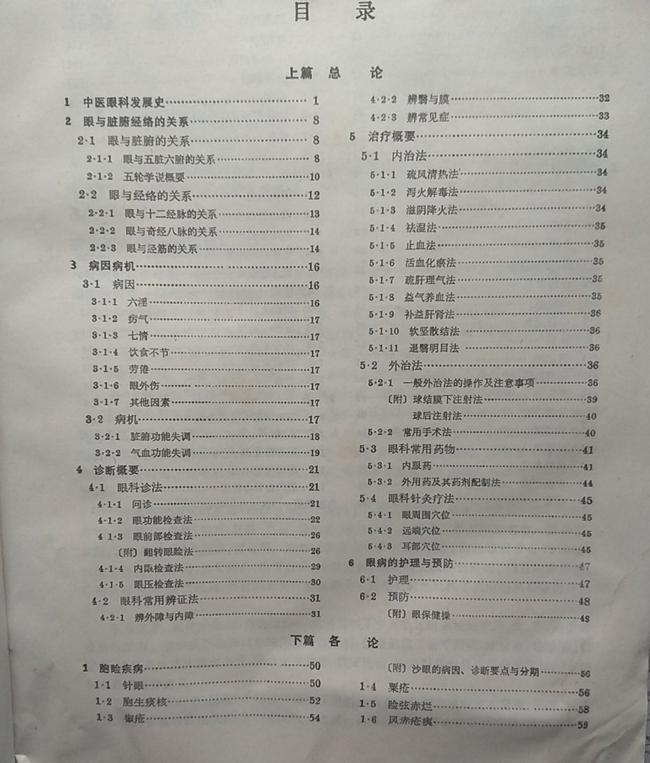 目 录
上篇 总 论
1 中医眼科发展史……1
2 眼与脏腑经络的关系……8
2·1 眼与脏腑的关系……8
2·1·1 眼与五脏六腑的关系……8
2·1·2 五轮学说概要……10
2·2 眼与经络的关系……12
2·2·1 眼与十二经脉的关系……13
2·2·2 眼与奇经八脉的关系……14
2·2·3 眼与经筋的关系……14
3 病因病机……16
3·1 病因……16
3·1·1 六淫……16
3·1·2 疠气……17
3·1·3 七情……17
3·1·4 饮食不节……17
3·1·5 劳倦……17
3·1·6 眼外伤……17
3·1·7 其他因素……17
3·2 病机……17
3·2·1 脏腑功能失调……18
3·2·2 气血功能失调……19
4 诊断概要……21
4·1 眼科诊法……21
4·1·1 问诊……21
4·1·2 眼功能检查法……22
4·1·3 眼前部检查法……26
〔附〕翻转眼睑法……26
4·1·4 内眼检查法……29
4·1·5 眼压检查法……30
4·2 眼科常用辨证法……31
4·2·1 辨外障与内障……31
4·2·2 辨翳与膜……32
4·2·3 辨常见症……33
5 治疗概要……34
5·1 内治法……34
5·1·1 疏风清热法……34
5·1·2 泻火解毒法……34
5·1·3 滋阴降火法……34
5·1·4 祛湿法……35
5·1·5 止血法……35
5·1·6 活血化瘀法……35
5·1·7 疏肝理气法……35
5·1·8 益气养血法……35
5·1·9 补益肝肾法……36
5·1·10 软坚散结法……36
5·1·11 退翳明目法……36
5·2 外治法……36
5·2·1 一般外治法的操作及注意事项……36
〔附〕球结膜下注射法……39
球后注射法……40
5·2·2 常用手术法……40
5·3 眼科常用药物……41
5·3·1 内服药……41
5·3·2 外用药及其药剂配制法……44
5·4 眼科针灸疗法……45
5·4·1 眼周围穴位……45
5·4·2 远端穴位……45
5·4·3 耳部穴位……45
6 眼病的护理与预防……47
6·1 护理……47
6·2 预防……48
〔附〕眼保健操……48
下篇 各 论
1 胞睑疾病……50
1·1 针眼……50
1·2 胞生痰核……52
1·3 椒疮……54
〔附〕沙眼的病因、诊断要点与分期……56
1·4 粟疮……56
1·5 睑弦赤烂……58
1·6 风赤疮痍……59